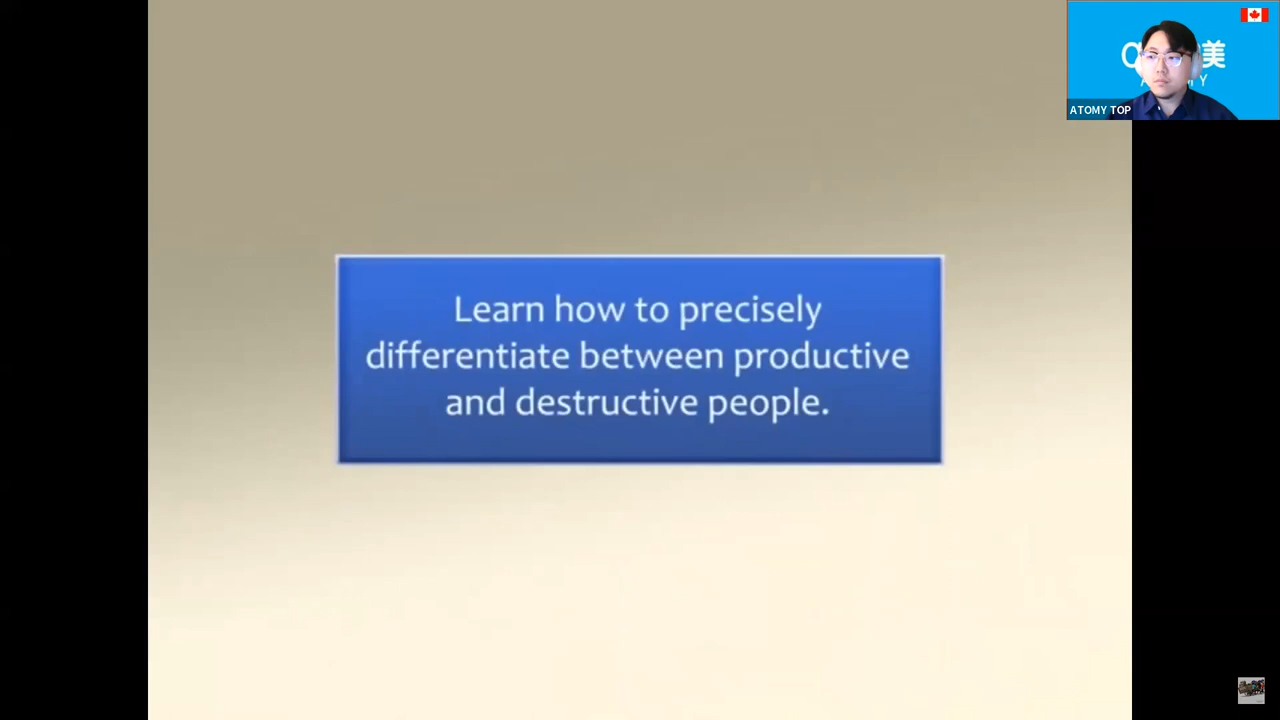 美
ATOMY TOP
Learn how to precisely
differentiate between productive
and destructive people.